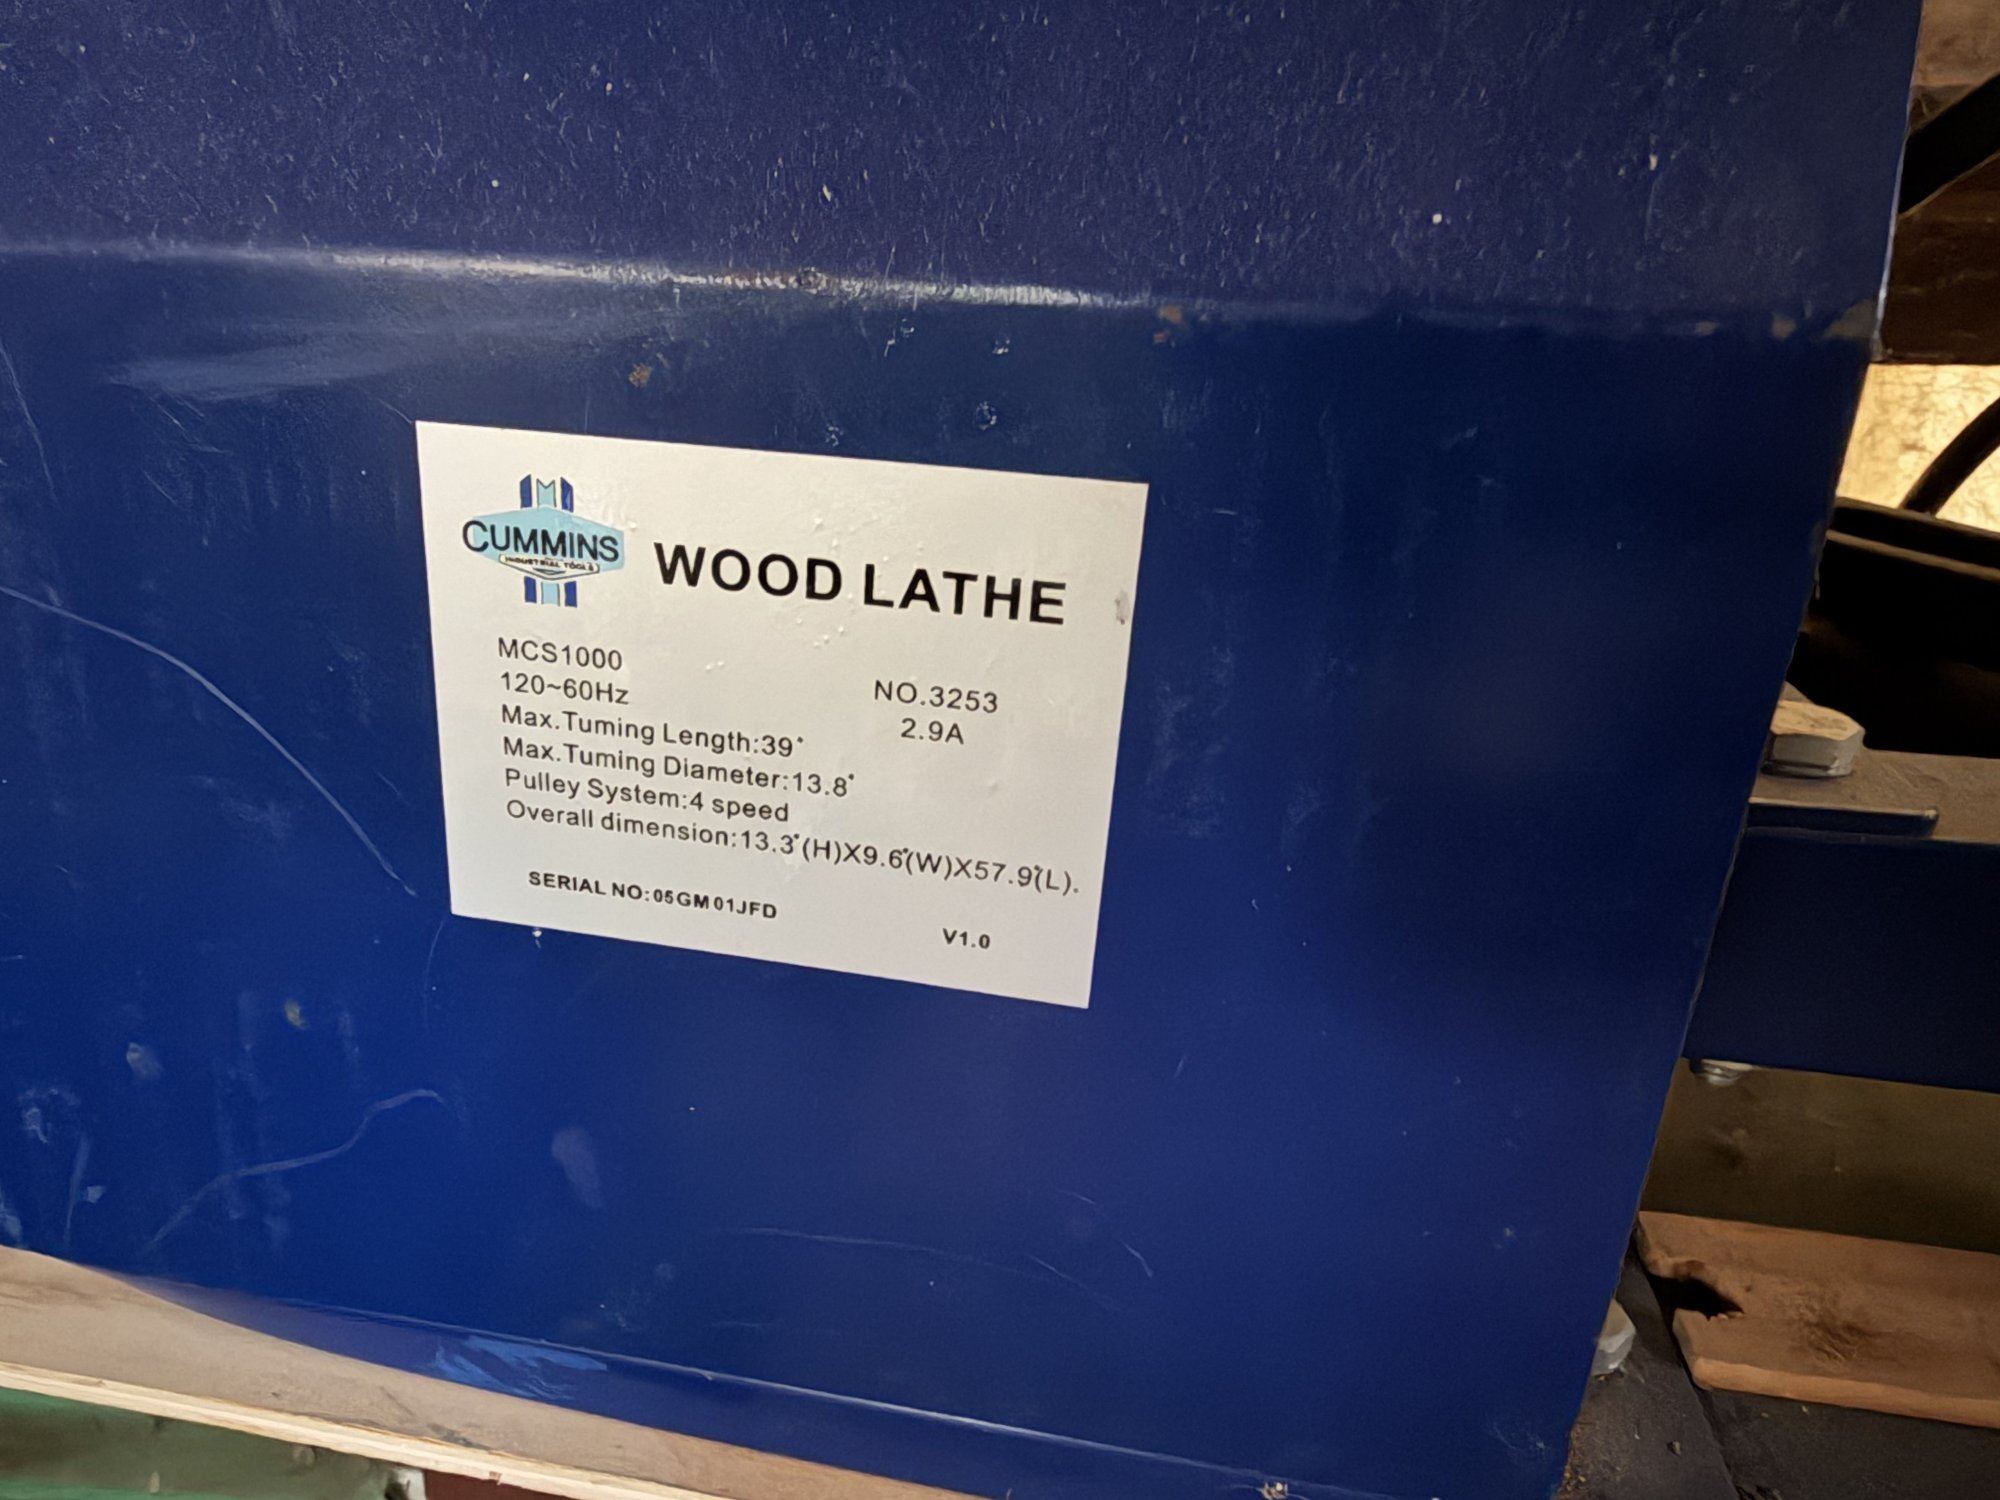 CUMMINS
INDUSTRIAL TOOLS
WOOD LATHE
MCS1000
NO.3253
120~60Hz
2.9A
Max.Tuming Length:39"
Max.Tuming Diameter:13.8"
Pulley System:4 speed
Overall dimension:13.3"(H)X9.6"(W)X57.9"(L).
SERIAL NO:05GM01JFD
V1.0